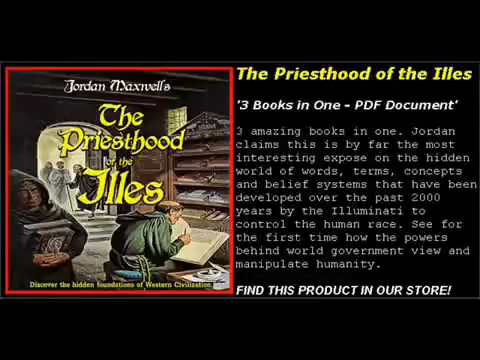 Jordan Maxwell's
The
Priesthood
of the
Illes
Discover the hidden foundations of Western Civilization
The Priesthood of the Illes
'3 Books in One - PDF Document'
3 amazing books in one. Jordan
claims this is by far the most
interesting expose on the hidden
world of words, terms, concepts
and belief systems that have been
developed over the past 2000
years by the Illuminati to
control the human race. See for
the first time how the powers
behind world government view and
manipulate humanity.
FIND THIS PRODUCT IN OUR STORE!